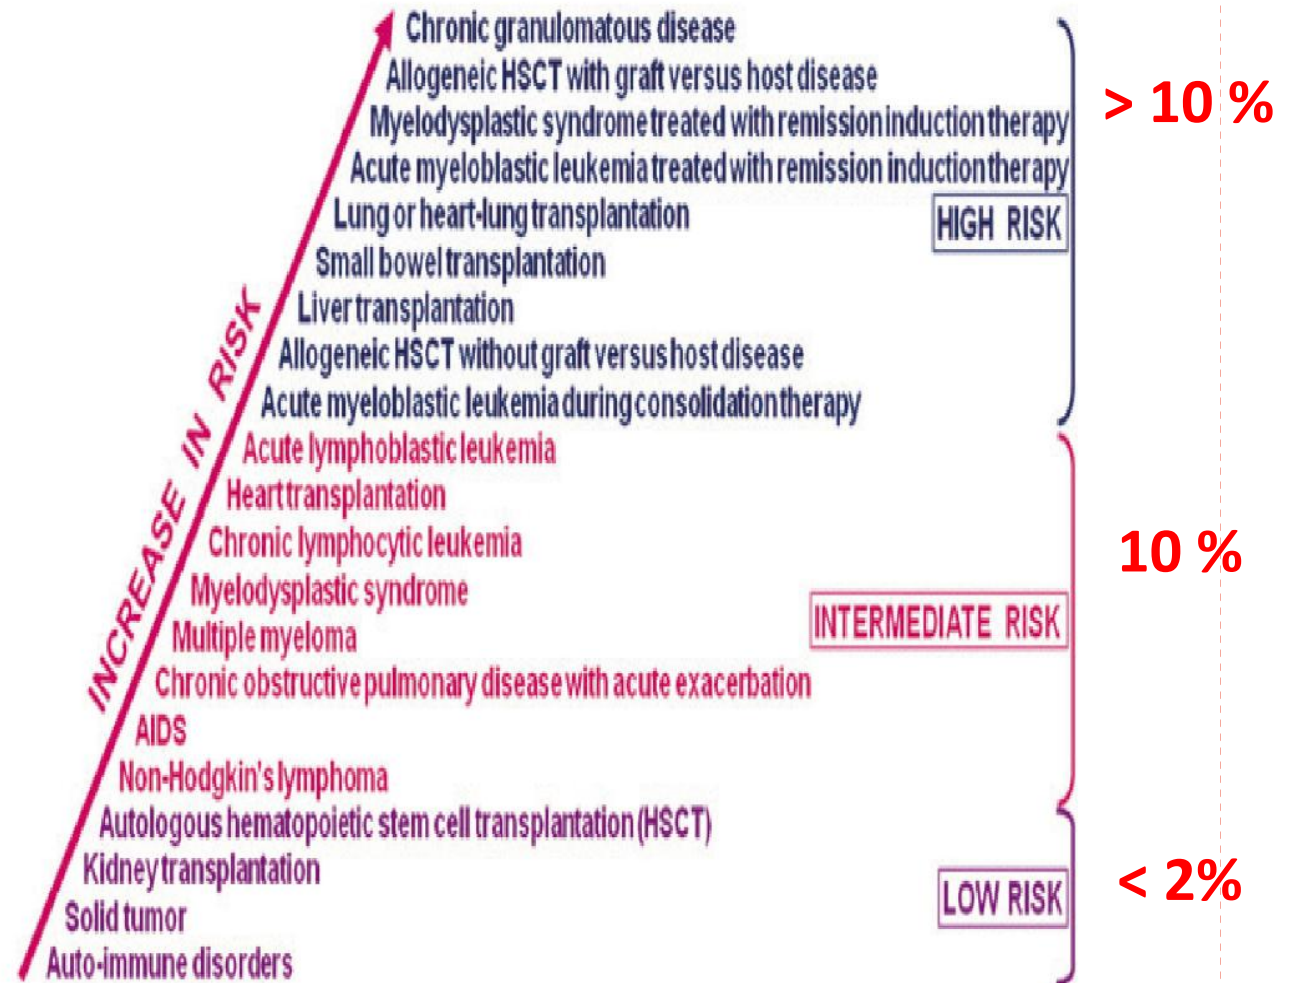 Chronic granulomatous disease
Allogeneic HSCT with graft versus host disease
> 10 %
Myelodysplastic syndrome treated with remission induction therapy
Acute myeloblastic leukemia treated with remission induction therapy
Lung or heart-lung transplantation
HIGH RISK
Small bowel transplantation
Liver transplantation
Allogeneic HSCT without graft versus host disease
Acute myeloblastic leukemia during consolidation therapy
INCREASE IN RISK
Acute lymphoblastic leukemia
Heart transplantation
Chronic lymphocytic leukemia
10 %
Myelodysplastic syndrome
INTERMEDIATE RISK
Multiple myeloma
Chronic obstructive pulmonary disease with acute exacerbation
AIDS
Non-Hodgkin's lymphoma
Autologous hematopoietic stem cell transplantation (HSCT)
Kidney transplantation
< 2%
LOW RISK
Solid tumor
Auto-immune disorders